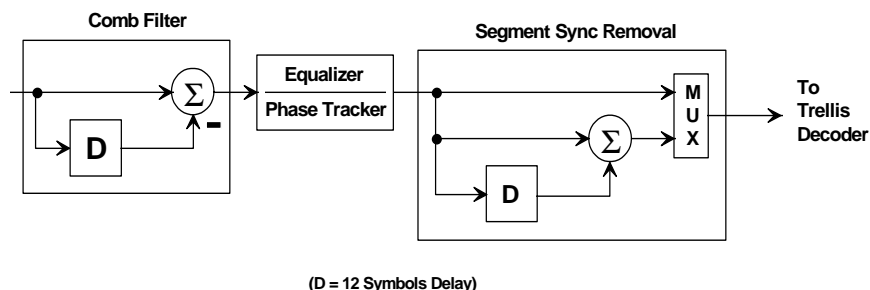 Comb Filter
Segment Sync Removal
Σ
–
D
Equalizer
Phase Tracker
M
U
X
Σ
D
To
Trellis
Decoder
(D = 12 Symbols Delay)